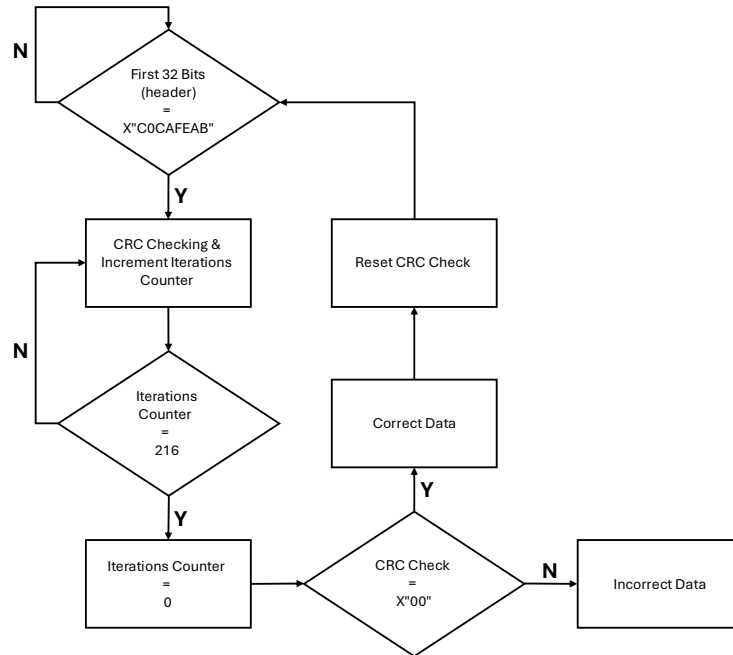 N
First 32 Bits
(header)
=
X"C0CAFEAB"
Y
CRC Checking &
Increment Iterations
Counter
Reset CRC Check
N
Iterations
Counter
=
216
Correct Data
Y
Y
Iterations Counter
=
0
CRC Check
=
X"00"
N
Incorrect Data